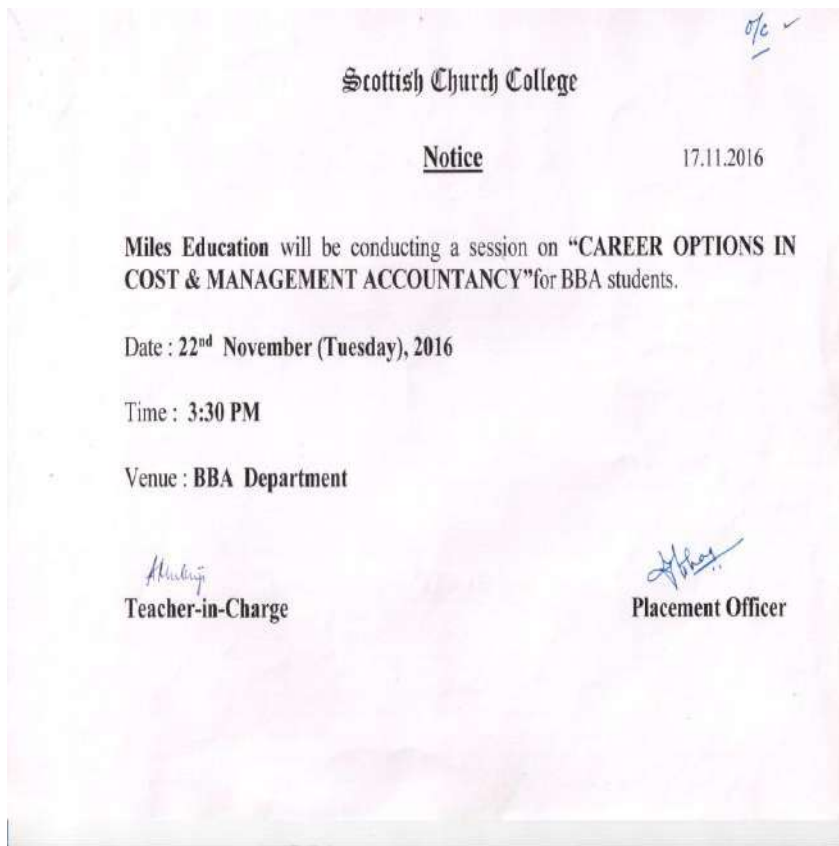 o/c
Scottish Church College
Notice
17.11.2016
Miles Education will be conducting a session on “CAREER OPTIONS IN
COST & MANAGEMENT ACCOUNTANCY”for BBA students.
Date : 22nd November (Tuesday), 2016
Time : 3:30 PM
Venue : BBA Department
Teacher-in-Charge
Placement Officer